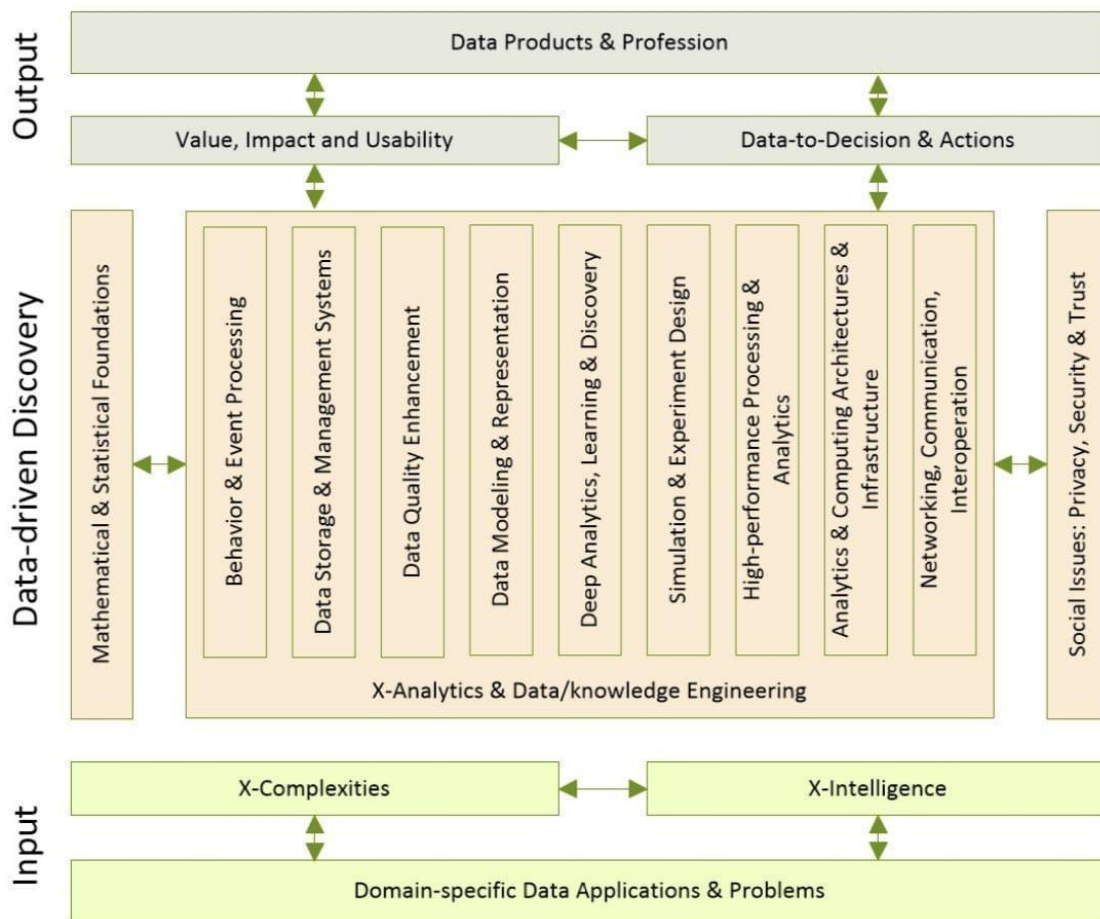 Output
Data Products & Profession
Value, Impact and Usability
Data-to-Decision & Actions
Data-driven Discovery
Mathematical & Statistical Foundations
Behavior & Event Processing
Data Storage & Management Systems
Data Quality Enhancement
Data Modeling & Representation
Deep Analytics, Learning & Discovery
Simulation & Experiment Design
High-performance Processing &
Analytics
Analytics & Computing Architectures &
Infrastructure
Networking, Communication,
Interoperation
X-Analytics & Data/knowledge Engineering
Social Issues: Privacy, Security & Trust
Input
X-Complexities
X-Intelligence
Domain-specific Data Applications & Problems